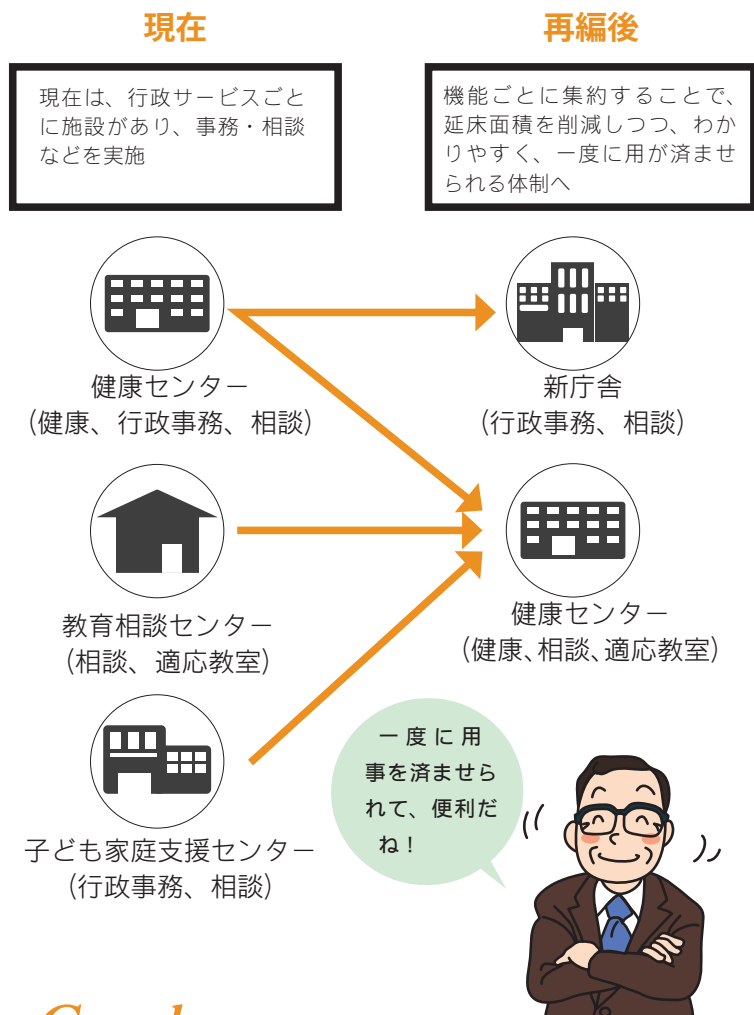 現在
再編後
現在は、行政サービスごと
に施設があり、事務・相談
などを実施
機能ごとに集約することで、
延床面積を削減しつつ、わか
りやすく、一度に用が済ませ
られる体制へ
健康センター
(健康、行政事務、相談)
新庁舎
(行政事務、相談)
教育相談センター
(相談、適応教室)
健康センター
(健康、相談、適応教室)
子ども家庭支援センター
(行政事務、相談)
一度に用
事を済ませら
れて、便利だ
ね！